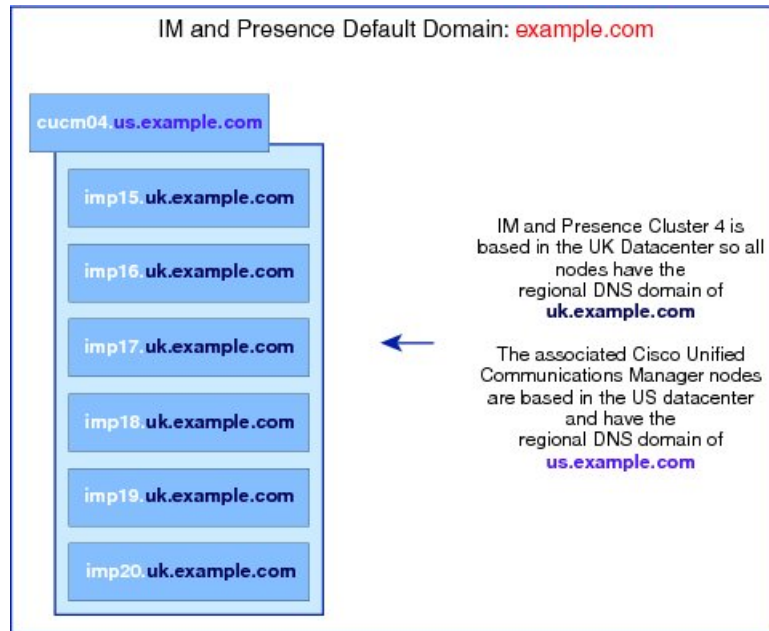 IM and Presence Default Domain: example.com
cucm04.us.example.com
imp15.uk.example.com
imp16.uk.example.com
imp17.uk.example.com
imp18.uk.example.com
imp19.uk.example.com
imp20.uk.example.com
IM and Presence Cluster 4 is
based in the UK Datacenter so all
nodes have the
regional DNS domain of
uk.example.com
The associated Cisco Unified
Communications Manager nodes
are based in the US datacenter
and have the
regional DNS domain of
us.example.com